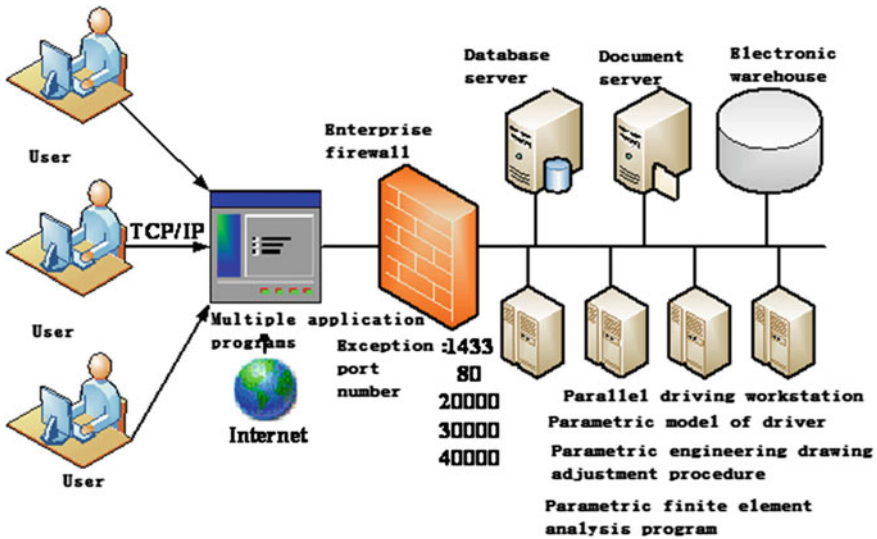 User
User
User
TCP/IP
Multiple application
programs
Internet
Enterprise
firewall
Exception :1433
port 80
number 20000
30000
40000
Database
server
Document
server
Electronic
warehouse
Parallel driving workstation
Parametric model of driver
Parametric engineering drawing
adjustment procedure
Parametric finite element
analysis program